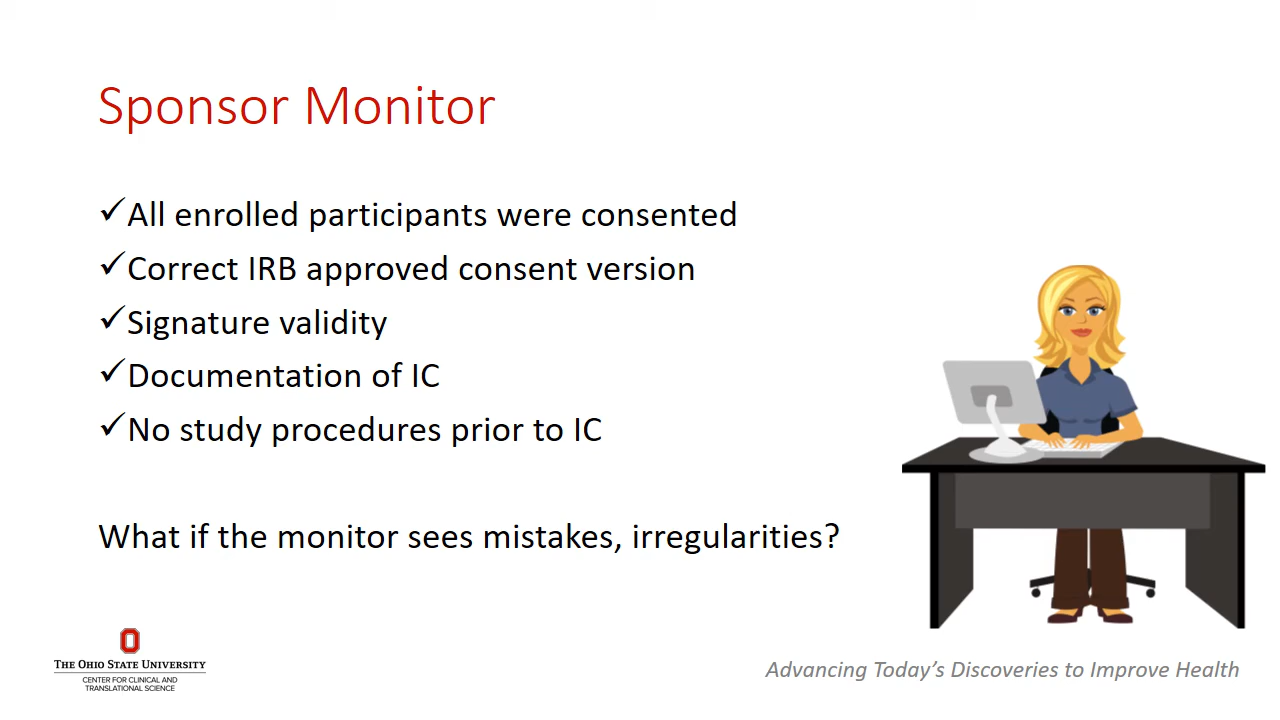 Sponsor Monitor
✓All enrolled participants were consented
✓Correct IRB approved consent version
✓Signature validity
✓Documentation of IC
✓No study procedures prior to IC
What if the monitor sees mistakes, irregularities?
THE OHIO STATE UNIVERSITY
CENTER FOR CLINICAL AND
TRANSLATIONAL SCIENCE
Advancing Today’s Discoveries to Improve Health